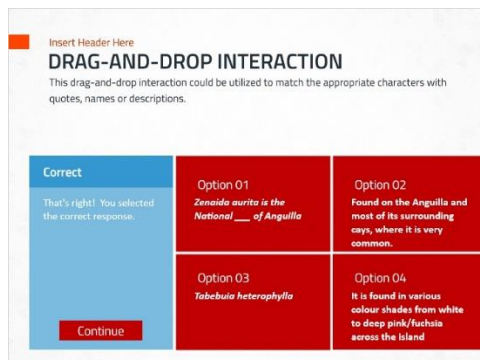 Insert Header Here
DRAG-AND-DROP INTERACTION
This drag-and-drop interaction could be utilized to match the appropriate characters with
quotes, names or descriptions.
Correct
That's right! You selected
the correct response.
Continue
Option 01
Zenaida aurita is the
National ___ of Anguilla
Option 02
Found on the Anguilla and
most of its surrounding
cays, where it is very
common.
Option 03
Tabebuia heterophylla
Option 04
It is found in various
colour shades from white
to deep pink/fuchsia
across the island